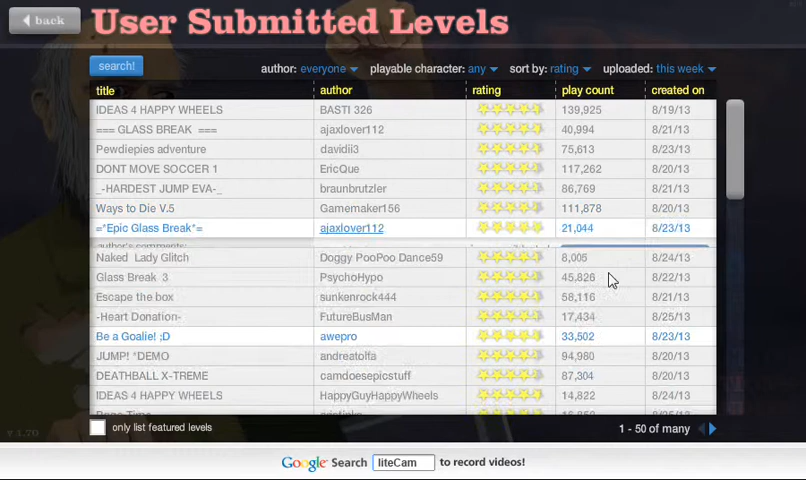 back
User Submitted Levels
search!
author: everyone playable character: any sort by: rating uploaded: this week
title author rating play count created on
IDEAS 4 HAPPY WHEELS BASTI 326 139,925 8/19/13
=== GLASS BREAK === ajaxlover112 40,994 8/21/13
Pewdiepies adventure davidii3 75,613 8/23/13
DONT MOVE SOCCER 1 EricQue 117,262 8/20/13
_-HARDEST JUMP EVA-_ braunbrutzler 86,769 8/21/13
Ways to Die V.5 Gamemaker156 111,878 8/20/13
=*Epic Glass Break*= ajaxlover112 21,044 8/23/13
author's comments:
Naked Lady Glitch Doggy PooPoo Dance59 8,005 8/24/13
Glass Break 3 PsychoHypo 45,826 8/22/13
Escape the box sunkenrock444 58,116 8/21/13
-Heart Donation- FutureBusMan 17,434 8/25/13
Be a Goalie! ;D awepro 33,502 8/23/13
JUMP! *DEMO andreatolfa 94,980 8/20/13
DEATHBALL X-TREME camdoesepicstuff 87,304 8/20/13
IDEAS 4 HAPPY WHEELS HappyGuyHappyWheels 14,822 8/24/13
only list featured levels 1 - 50 of many
v 1.70
Google Search liteCam to record videos!